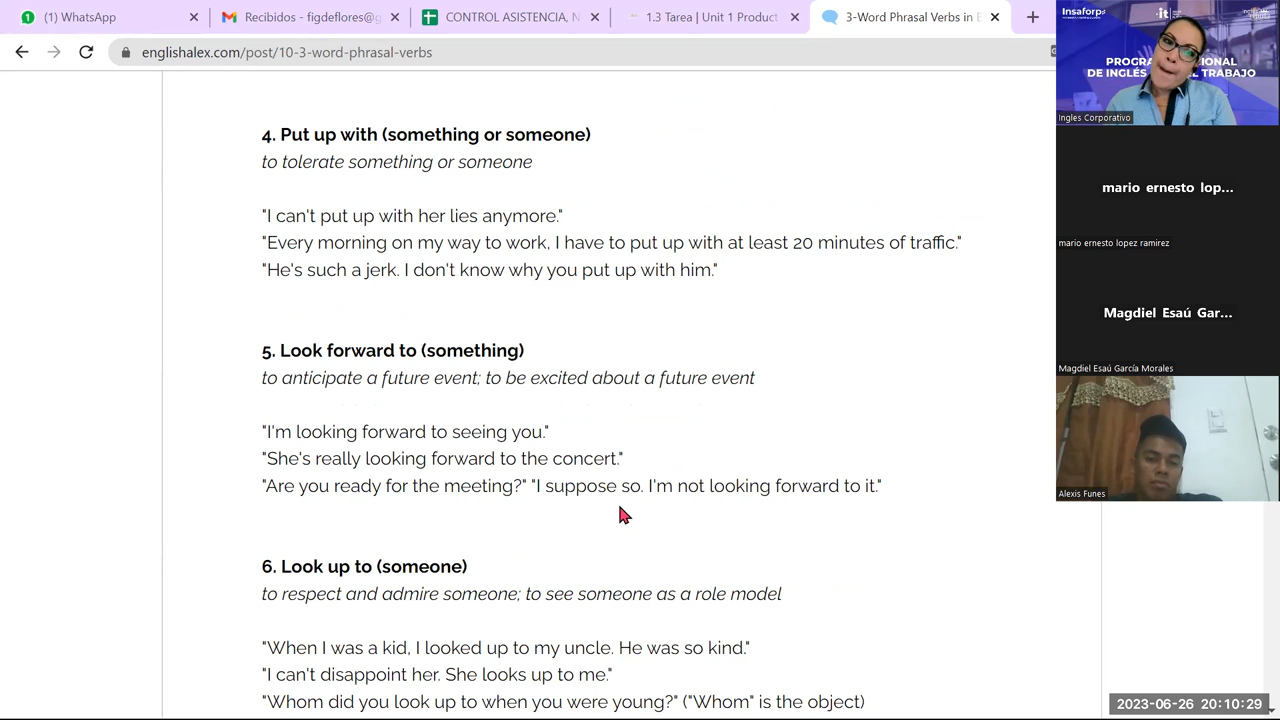 (1) WhatsApp
Recibidos - figdeflores
CONTROL ASISTEN
1.3 Tarea | Unit 1 Product
3-Word Phrasal Verbs in E
englishalex.com/post/10-3-word-phrasal-verbs
4. Put up with (something or someone)
to tolerate something or someone
"I can't put up with her lies anymore."
"Every morning on my way to work, I have to put up with at least 20 minutes of traffic."
"He's such a jerk. I don't know why you put up with him."
5. Look forward to (something)
to anticipate a future event; to be excited about a future event
"I'm looking forward to seeing you."
"She's really looking forward to the concert."
"Are you ready for the meeting?" "I suppose so. I'm not looking forward to it."
6. Look up to (someone)
to respect and admire someone; to see someone as a role model
"When I was a kid, I looked up to my uncle. He was so kind."
"I can't disappoint her. She looks up to me."
"Whom did you look up to when you were young?" ("Whom" is the object)
Insaforp
it
DE INGLÉS TRABAJO
Ingles Corporativo
mario ernesto lop...
mario ernesto lopez ramirez
Magdiel Esaú Gar...
Magdiel Esaú García Morales
Alexis Funes
2023-06-26 20:10:29